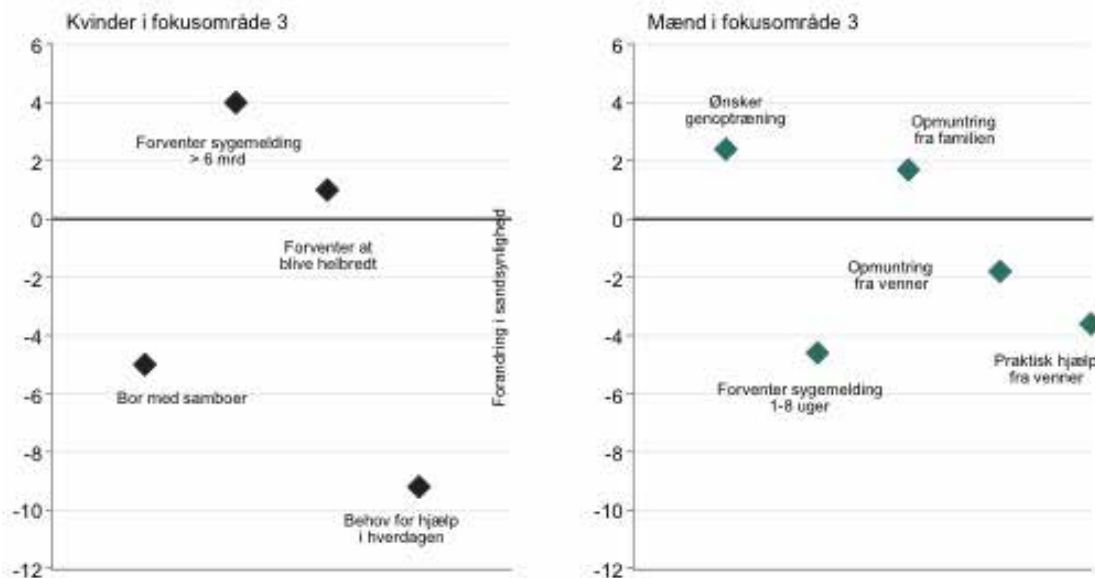 Kvinder i fokusområde 3
6
4
Forventer sygemelding
> 6 mrd
2
0
Forventer at
blive helbredt
-2
-4
Bor med samboer
-6
-8
-10
Behov for hjælp
i hverdagen
-12
Forandring i sandsynlighed
Mænd i fokusområde 3
6
4
Ønsker
genoptræning
Opmuntring
fra familien
2
0
Opmuntring
fra venner
-2
-4
Praktisk hjælp
fra venner
Forventer sygemelding
1-8 uger
-6
-8
-10
-12